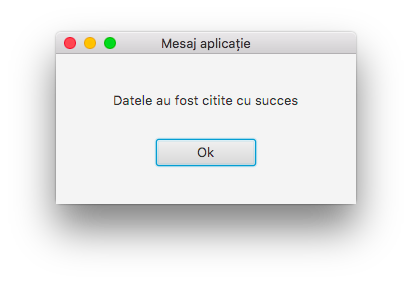 Mesaj aplicație
Datele au fost citite cu succes
Ok